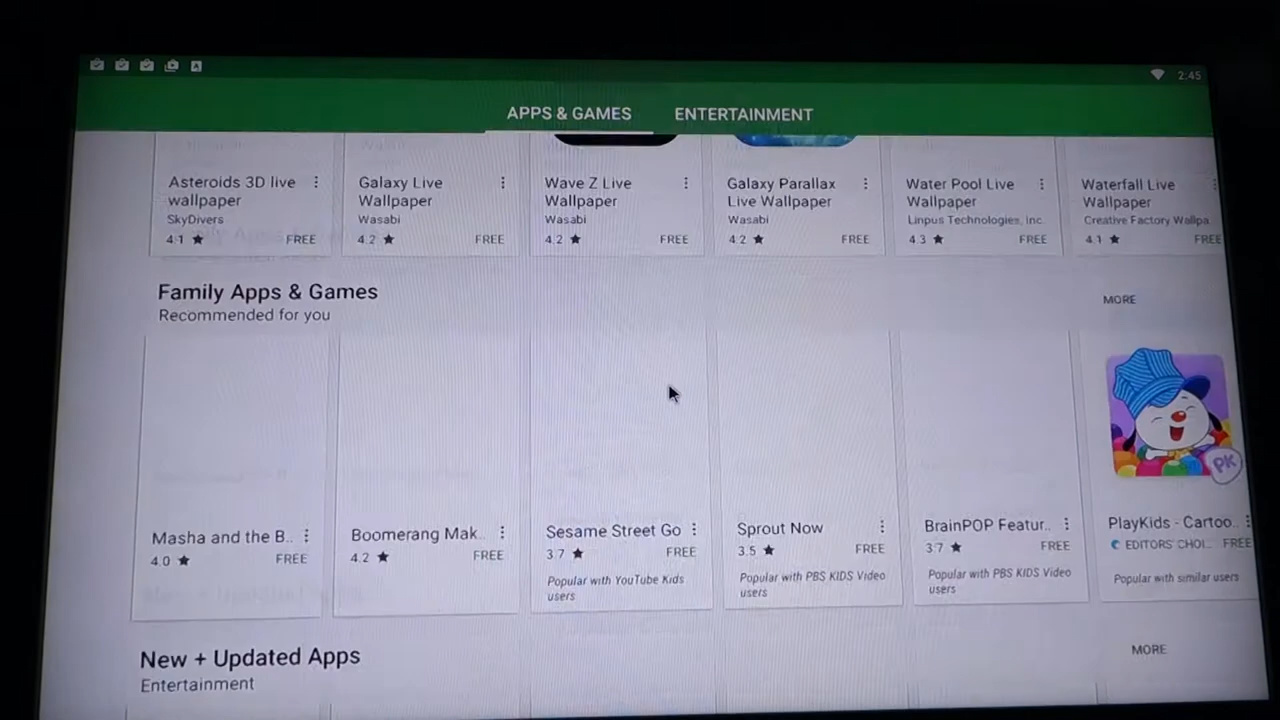 2:45
APPS & GAMES ENTERTAINMENT
Asteroids 3D live wallpaper
SkyDivers
4.1 ★ FREE
Galaxy Live Wallpaper
Wasabi
4.2 ★ FREE
Wave Z Live Wallpaper
Wasabi
4.2 ★ FREE
Galaxy Parallax Live Wallpaper
Wasabi
4.2 ★ FREE
Water Pool Live Wallpaper
Linpus Technologies, Inc.
4.3 ★ FREE
Waterfall Live Wallpaper
Creative Factory Wallpa
4.1 ★ FREE
Family Apps & Games
Recommended for you
MORE
Masha and the B..
4.0 ★ FREE
Boomerang Mak..
4.2 ★ FREE
Sesame Street Go
3.7 ★ FREE
Popular with YouTube Kids users
Sprout Now
3.5 ★ FREE
Popular with PBS KIDS Video users
BrainPOP Featur..
3.7 ★ FREE
Popular with PBS KIDS Video users
PK
PlayKids - Cartoo..
EDITORS' CHOI... FREE
Popular with similar users
New + Updated Apps
Entertainment
MORE